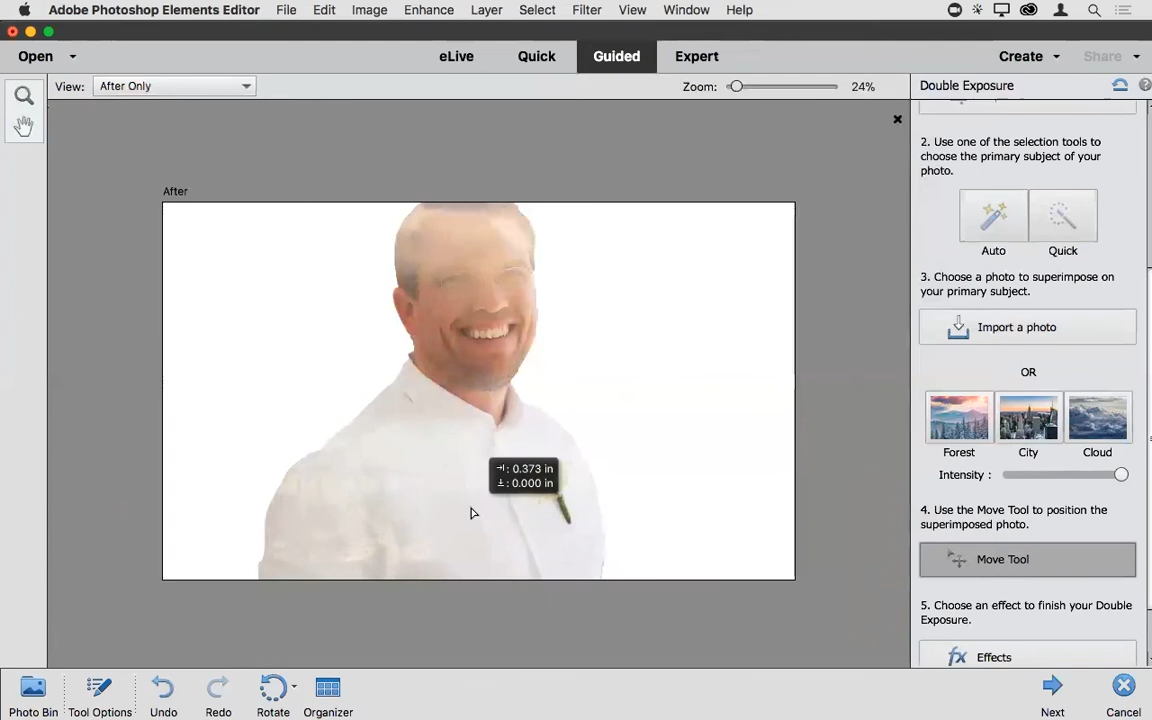 Adobe Photoshop Elements Editor File Edit Image Enhance Layer Select Filter View Window Help
Open eLive Quick Guided Expert Create Share
View: After Only Zoom: 24% Double Exposure
After
2. Use one of the selection tools to
choose the primary subject of your
photo.
Auto Quick
3. Choose a photo to superimpose on
your primary subject.
Import a photo
OR
Forest City Cloud
Intensity :
: 0.373 in
: 0.000 in
4. Use the Move Tool to position the
superimposed photo.
Move Tool
5. Choose an effect to finish your Double
Exposure.
fx Effects
Photo Bin Tool Options Undo Redo Rotate Organizer Next Cancel